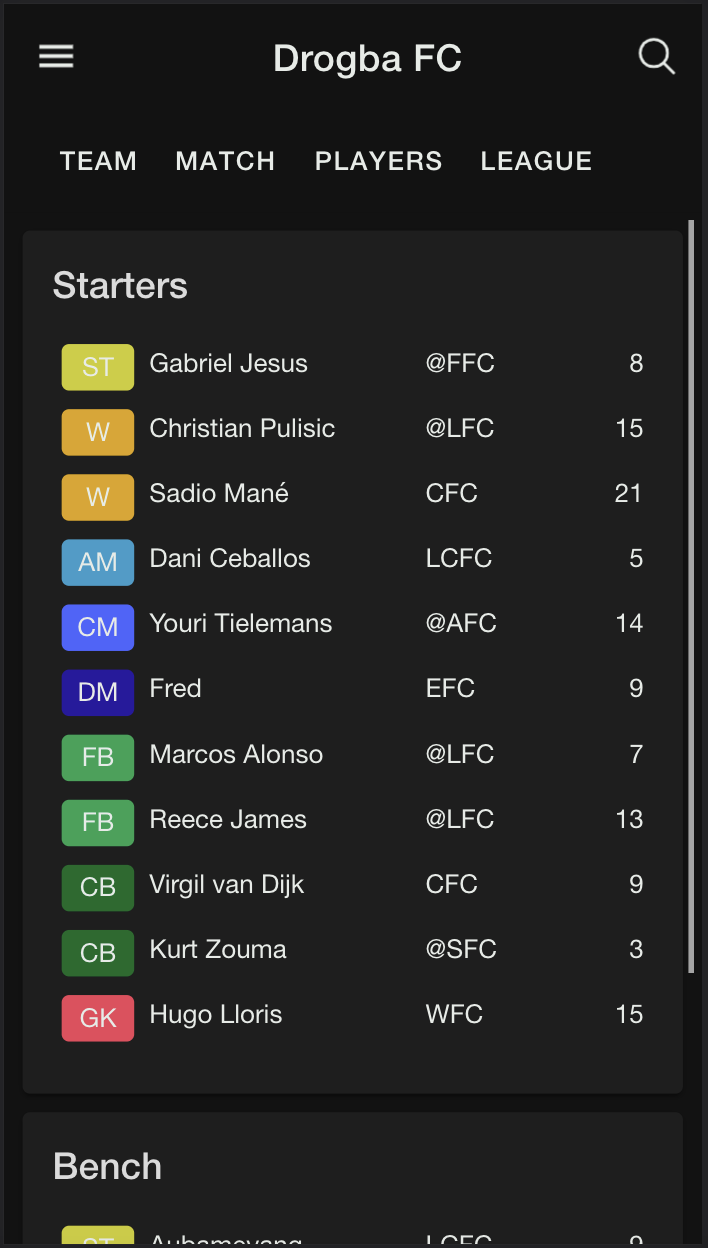 Drogba FC
TEAM MATCH PLAYERS LEAGUE
Starters
ST Gabriel Jesus @FFC 8
W Christian Pulisic @LFC 15
W Sadio Mané CFC 21
AM Dani Ceballos LCFC 5
CM Youri Tielemans @AFC 14
DM Fred EFC 9
FB Marcos Alonso @LFC 7
FB Reece James @LFC 13
CB Virgil van Dijk CFC 9
CB Kurt Zouma @SFC 3
GK Hugo Lloris WFC 15
Bench
ST Aubameyang LCFC